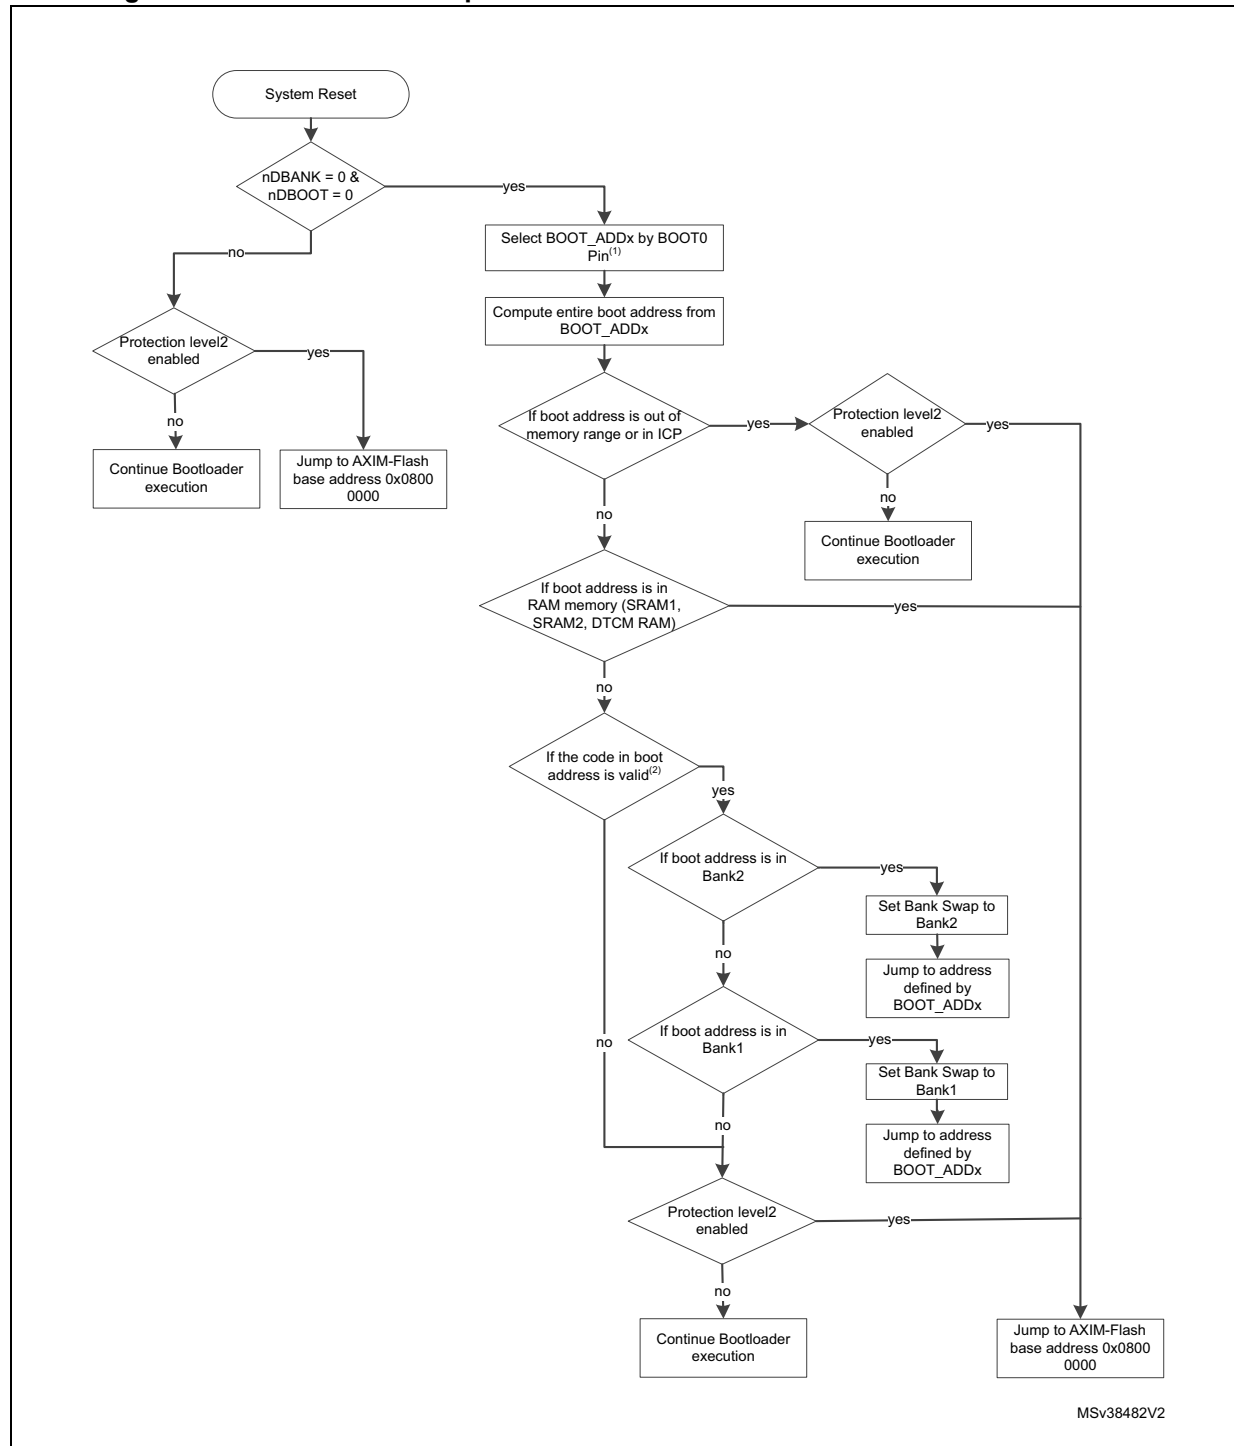 System Reset
nDBANK = 0 &
nDBOOT = 0
yes
no
Select BOOT_ADDx by BOOT0
Pin(1)
Compute entire boot address from
BOOT_ADDx
Protection level2
enabled
yes
no
Continue Bootloader
execution
Jump to AXIM-Flash
base address 0x0800
0000
If boot address is out of
memory range or in ICP
yes
Protection level2
enabled
yes
no
Continue Bootloader
execution
no
If boot address is in
RAM memory (SRAM1,
SRAM2, DTCM RAM)
yes
no
If the code in boot
address is valid(2)
yes
If boot address is in
Bank2
yes
Set Bank Swap to
Bank2
Jump to address
defined by
BOOT_ADDx
no
If boot address is in
Bank1
yes
Set Bank Swap to
Bank1
Jump to address
defined by
BOOT_ADDx
no
no
Protection level2
enabled
yes
no
Continue Bootloader
execution
Jump to AXIM-Flash
base address 0x0800
0000
MSv38482V2